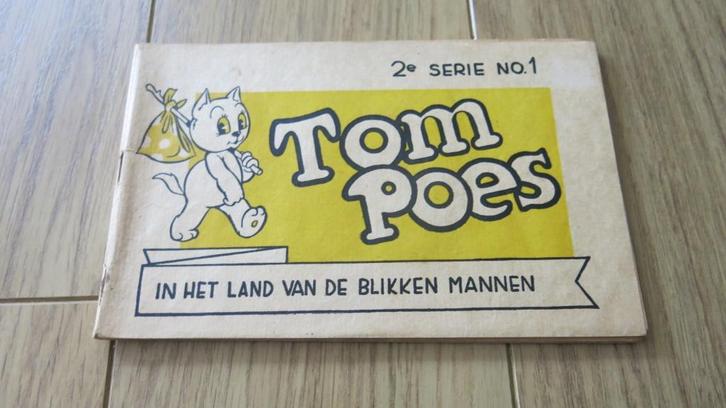 2e SERIE NO.1
Tom
Poes
IN HET LAND VAN DE BLIKKEN MANNEN